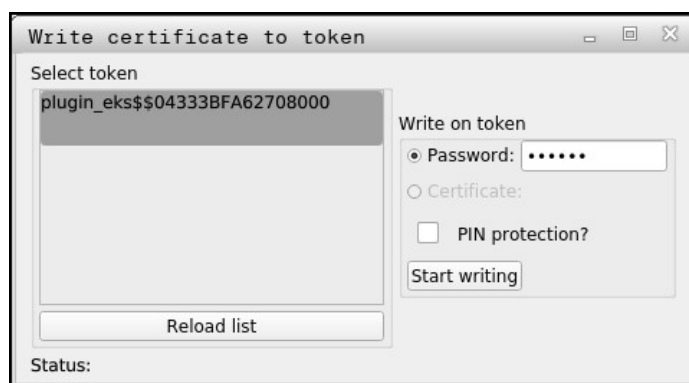 Write certificate to token
Select token
plugin_eks$$04333BFA62708000
Write on token
Password: ••••••
Certificate:
PIN protection?
Start writing
Reload list
Status: